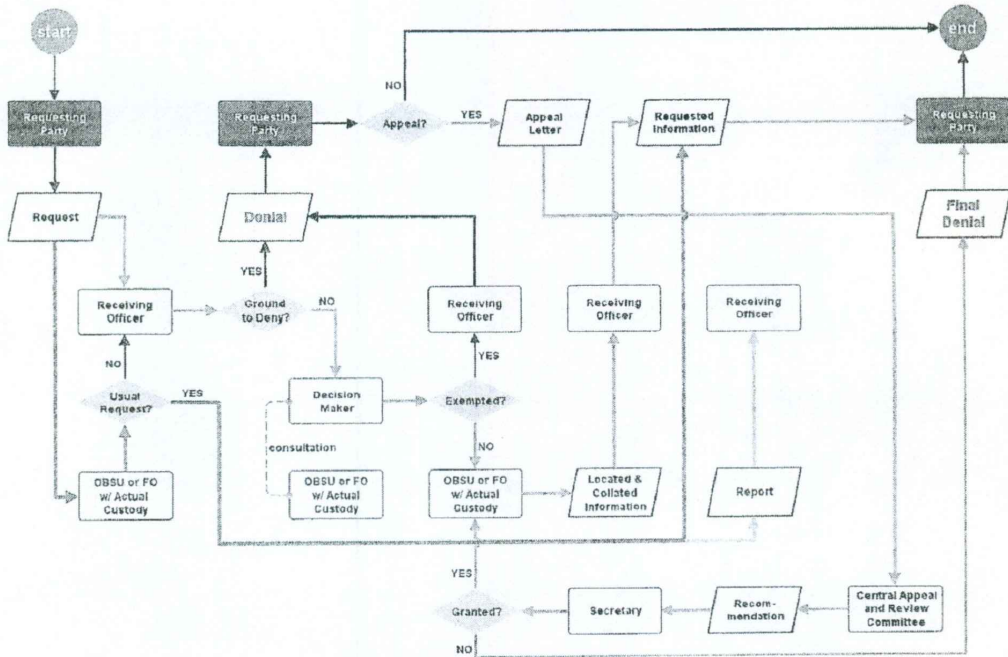 start
end
NO
Requesting
Party
Requesting
Party
Appeal?
YES
Appeal
Letter
Requested
Information
Requesting
Party
Request
Denial
Final
Denial
YES
Receiving
Officer
Ground
to Deny?
NO
Receiving
Officer
Receiving
Officer
Receiving
Officer
NO
YES
YES
Usual
Request?
Decision
Maker
Exempted?
consultation
NO
OBSU or FO
w/ Actual
Custody
OBSU or FO
w/ Actual
Custody
OBSU or FO
w/ Actual
Custody
Located &
Collated
Information
Report
YES
Granted?
Secretary
Recom-
mendation
Central Appeal
and Review
Committee
NO